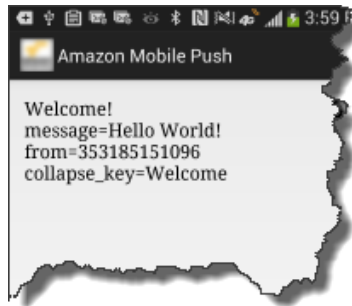 3:59
Amazon Mobile Push
Welcome!
message=Hello World!
from=353185151096
collapse_key=Welcome